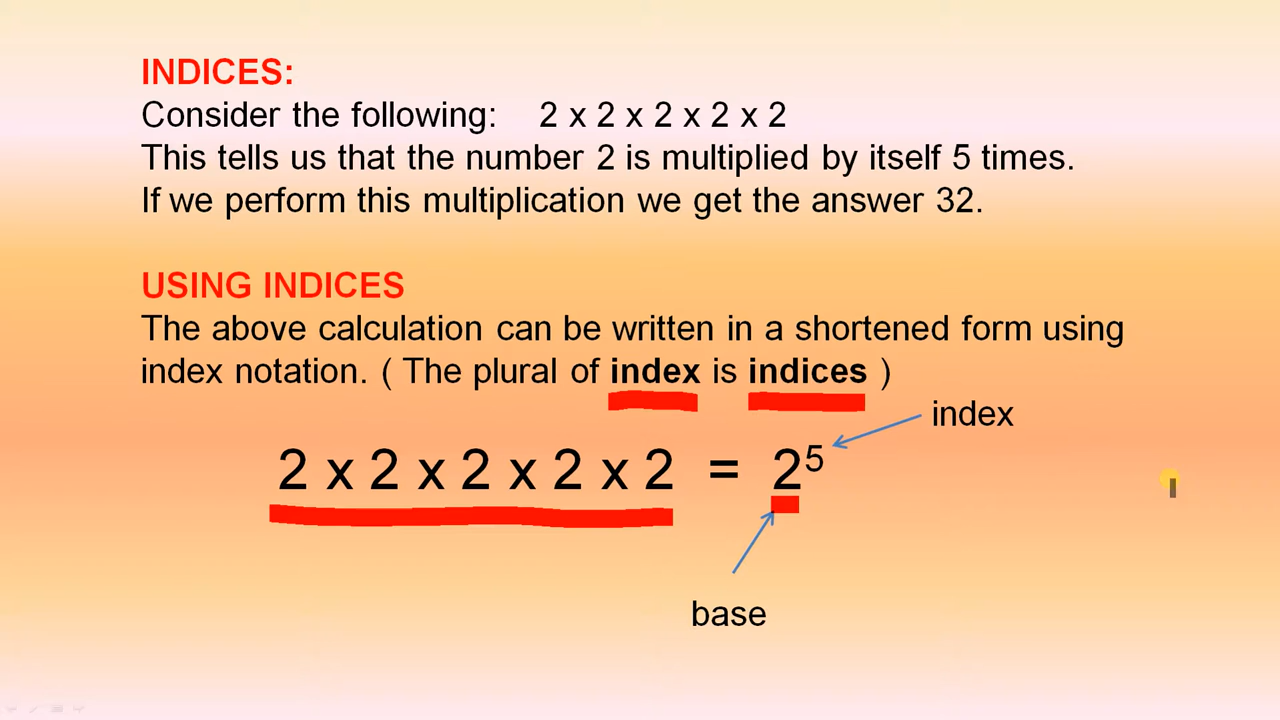 INDICES:
Consider the following: 2 x 2 x 2 x 2 x 2
This tells us that the number 2 is multiplied by itself 5 times.
If we perform this multiplication we get the answer 32.
USING INDICES
The above calculation can be written in a shortened form using
index notation. ( The plural of index is indices )
index
2 x 2 x 2 x 2 x 2 = 2⁵
base